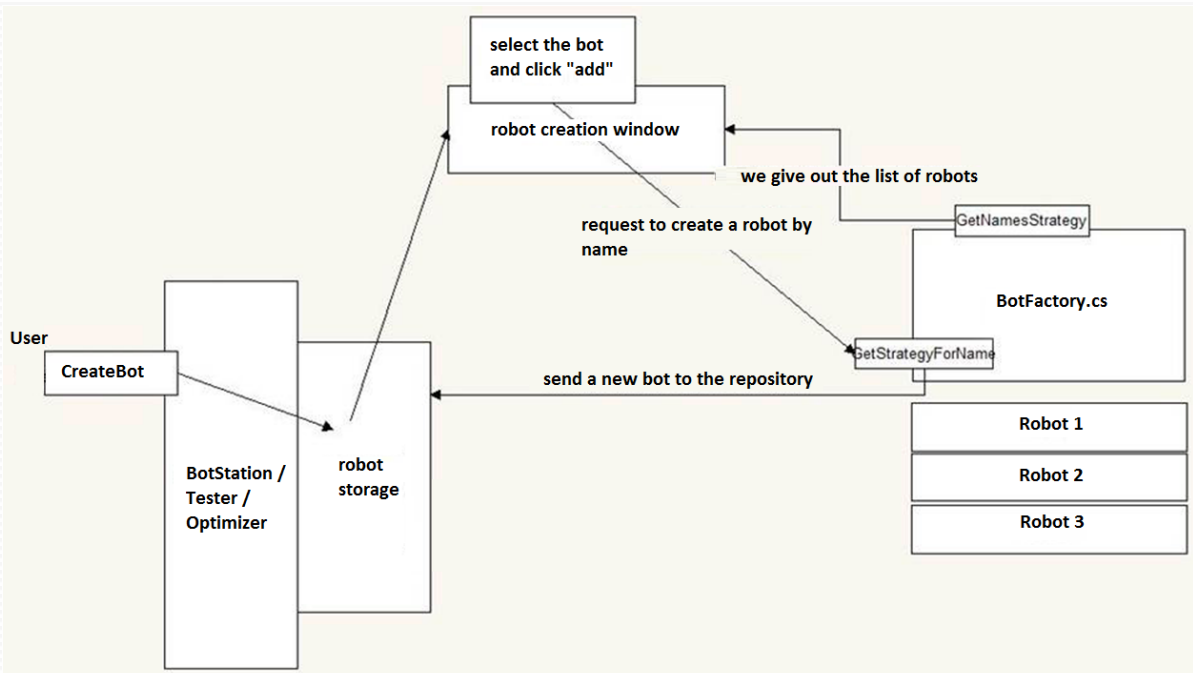 select the bot
and click "add"
robot creation window
we give out the list of robots
request to create a robot by
name
GetNamesStrategy
BotFactory.cs
User
CreateBot
GetStrategyForName
send a new bot to the repository
Robot 1
robot
storage
BotStation /
Tester /
Optimizer
Robot 2
Robot 3